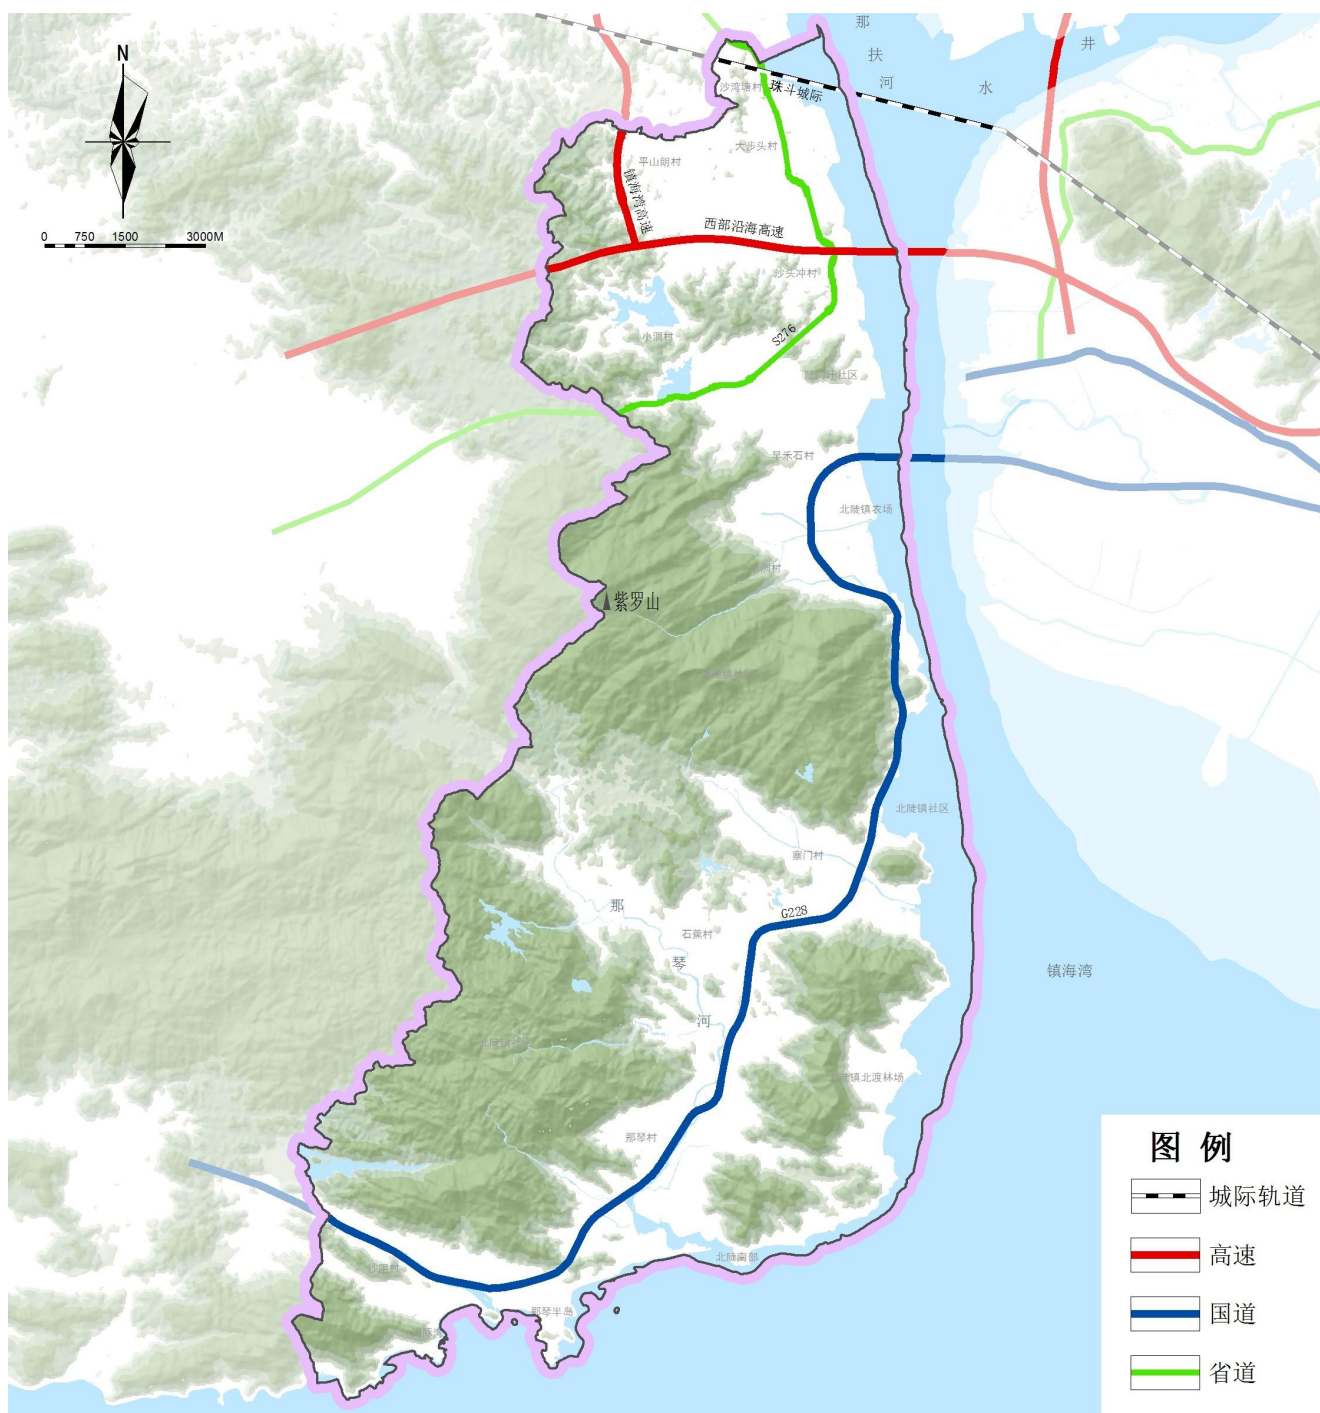 N
0 750 1500 3000M
那
扶
河
井
水
沙湾塘村
珠斗城际
大步头村
平山朗村
镇海湾高速
西部沿海高速
沙头冲村
小洞村
S276
早禾石村
北陡镇农场
紫罗山
北陡镇社区
寨门村
那
琴
河
G228
石蕉村
镇海湾
北陡镇北渡林场
那琴村
北陡南部
那琴半岛
图 例
城际轨道
高速
国道
省道